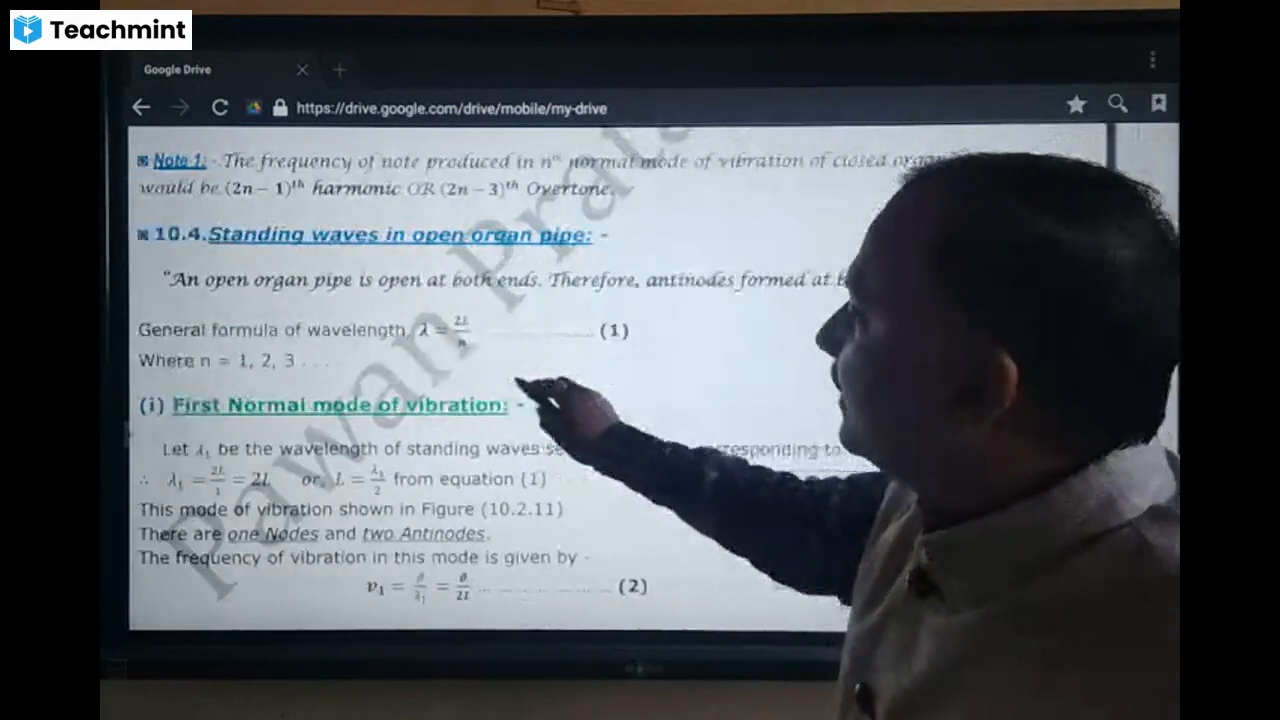 Teachmint
Google Drive
https://drive.google.com/drive/mobile/my-drive
Note 1: - The frequency of note produced in nᵗʰ normal mode of vibration of closed
would be (2n − 1)ᵗʰ harmonic OR (2n − 3)ᵗʰ Overtone.
10.4.Standing waves in open organ pipe: -
"An open organ pipe is open at both ends. Therefore, antinodes formed at
General formula of wavelength, λ = 2L/n ........................ (1)
Where n = 1, 2, 3 . . . .
(i) First Normal mode of vibration: -
Let λ₁ be the wavelength of standing waves
∴ λ₁ = 2L/1 = 2L or, L = λ₁/2 from equation (1)
This mode of vibration shown in Figure (10.2.11)
There are one Nodes and two Antinodes.
The frequency of vibration in this mode is given by -
υ₁ = ϑ/λ₁ = ϑ/2L ........................ (2)
Pawan